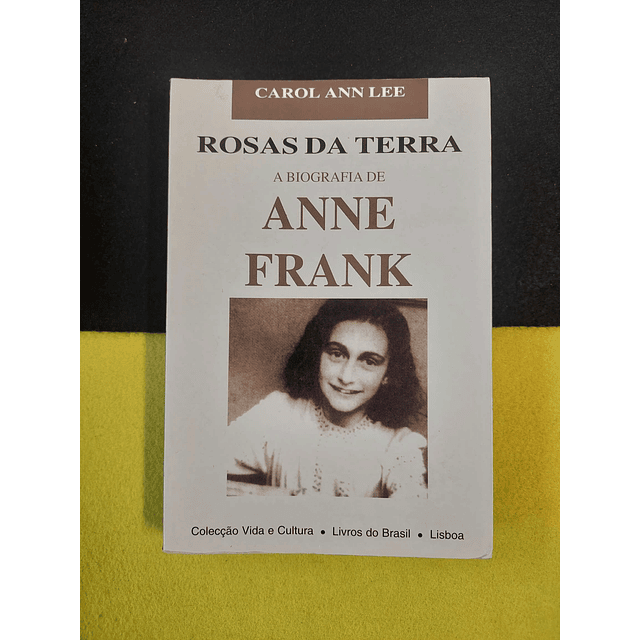 CAROL ANN LEE
ROSAS DA TERRA
A BIOGRAFIA DE
ANNE
FRANK
Colecção Vida e Cultura • Livros do Brasil • Lisboa